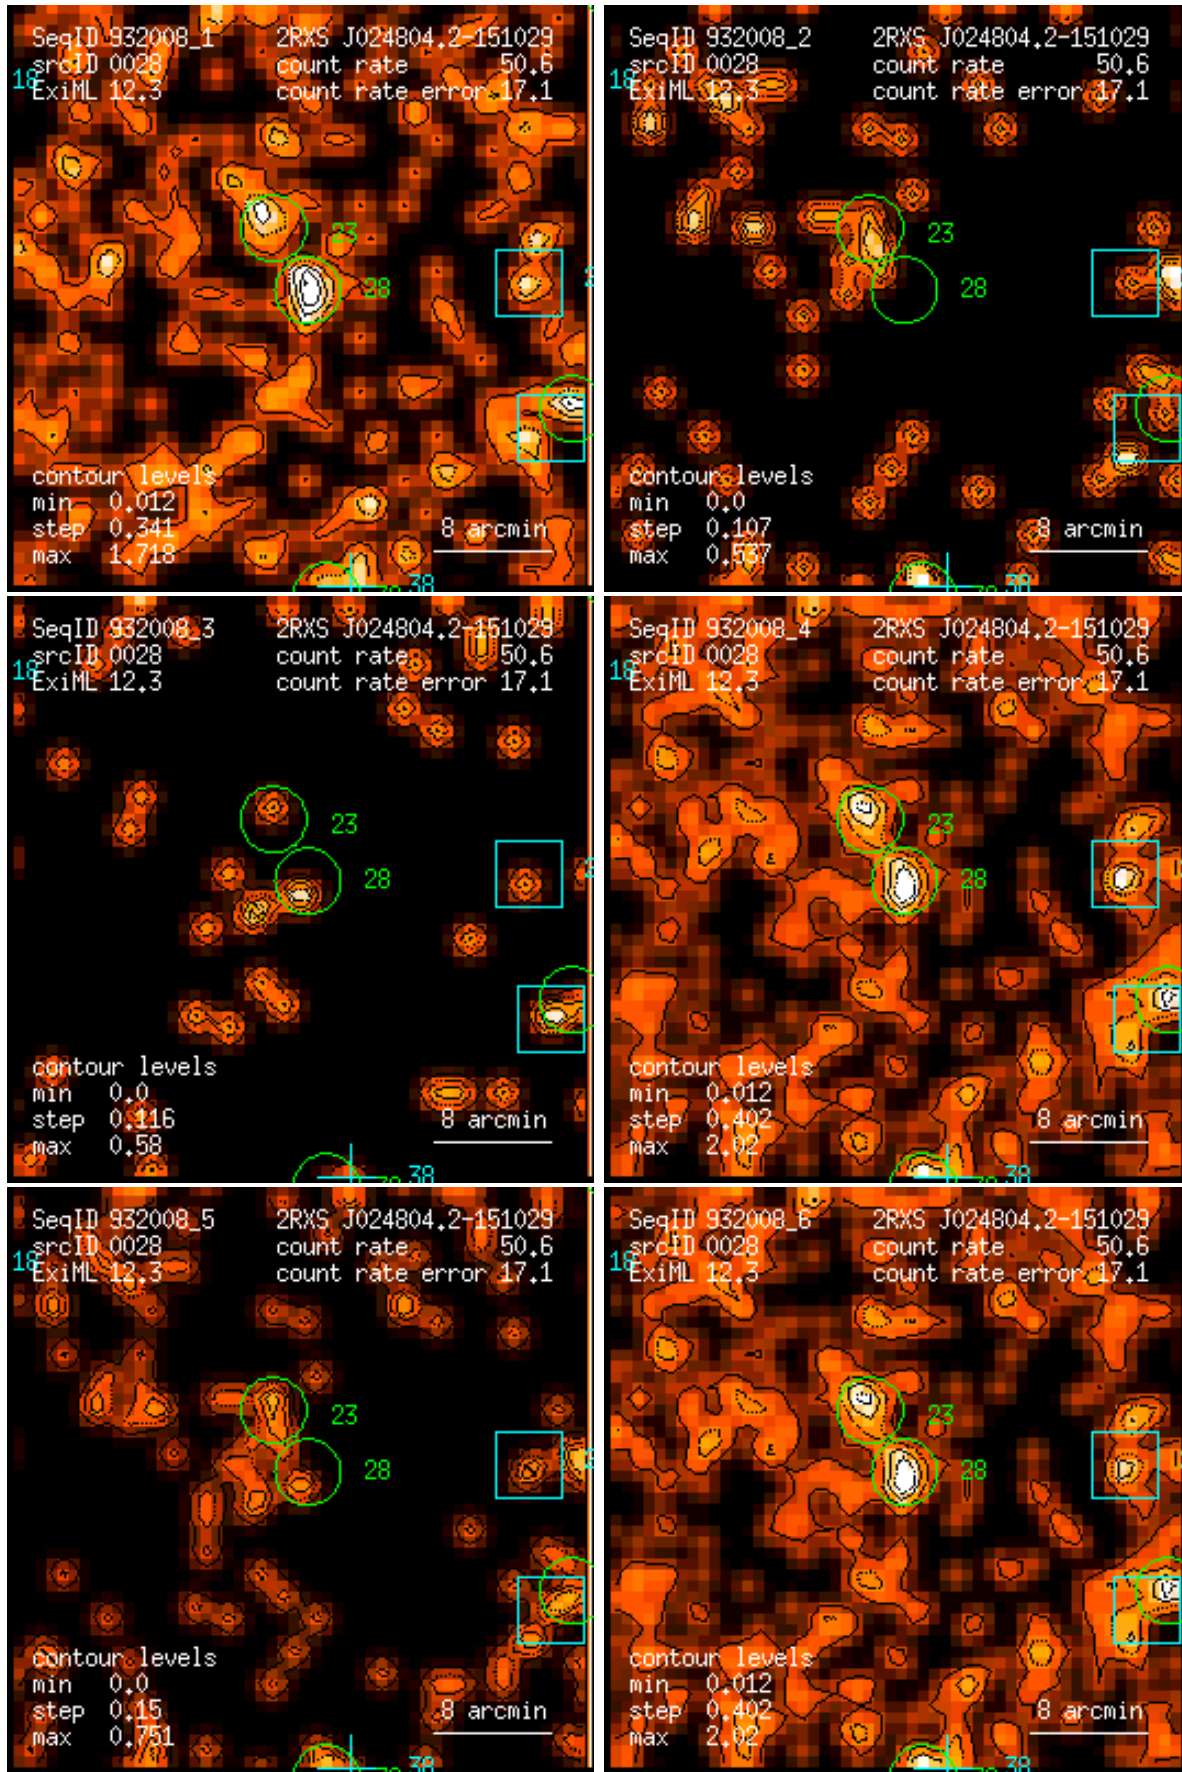 SeqID 932008_1 2RXS J024804.2-151029
srcID 0028 count rate 50.6
ExiML 12.3 count rate error 17.1
18
23
28
contour levels
min 0.012
step 0.341
max 1.718
8 arcmin
38
SeqID 932008_2 2RXS J024804.2-151029
srcID 0028 count rate 50.6
ExiML 12.3 count rate error 17.1
18
23
28
contour levels
min 0.0
step 0.107
max 0.537
8 arcmin
38
SeqID 932008_3 2RXS J024804.2-151029
srcID 0028 count rate 50.6
ExiML 12.3 count rate error 17.1
18
23
28
contour levels
min 0.0
step 0.116
max 0.58
8 arcmin
38
SeqID 932008_4 2RXS J024804.2-151029
srcID 0028 count rate 50.6
ExiML 12.3 count rate error 17.1
18
23
28
contour levels
min 0.012
step 0.402
max 2.02
8 arcmin
38
SeqID 932008_5 2RXS J024804.2-151029
srcID 0028 count rate 50.6
ExiML 12.3 count rate error 17.1
18
23
28
contour levels
min 0.0
step 0.15
max 0.751
8 arcmin
38
SeqID 932008_6 2RXS J024804.2-151029
srcID 0028 count rate 50.6
ExiML 12.3 count rate error 17.1
18
23
28
contour levels
min 0.012
step 0.402
max 2.02
8 arcmin
38